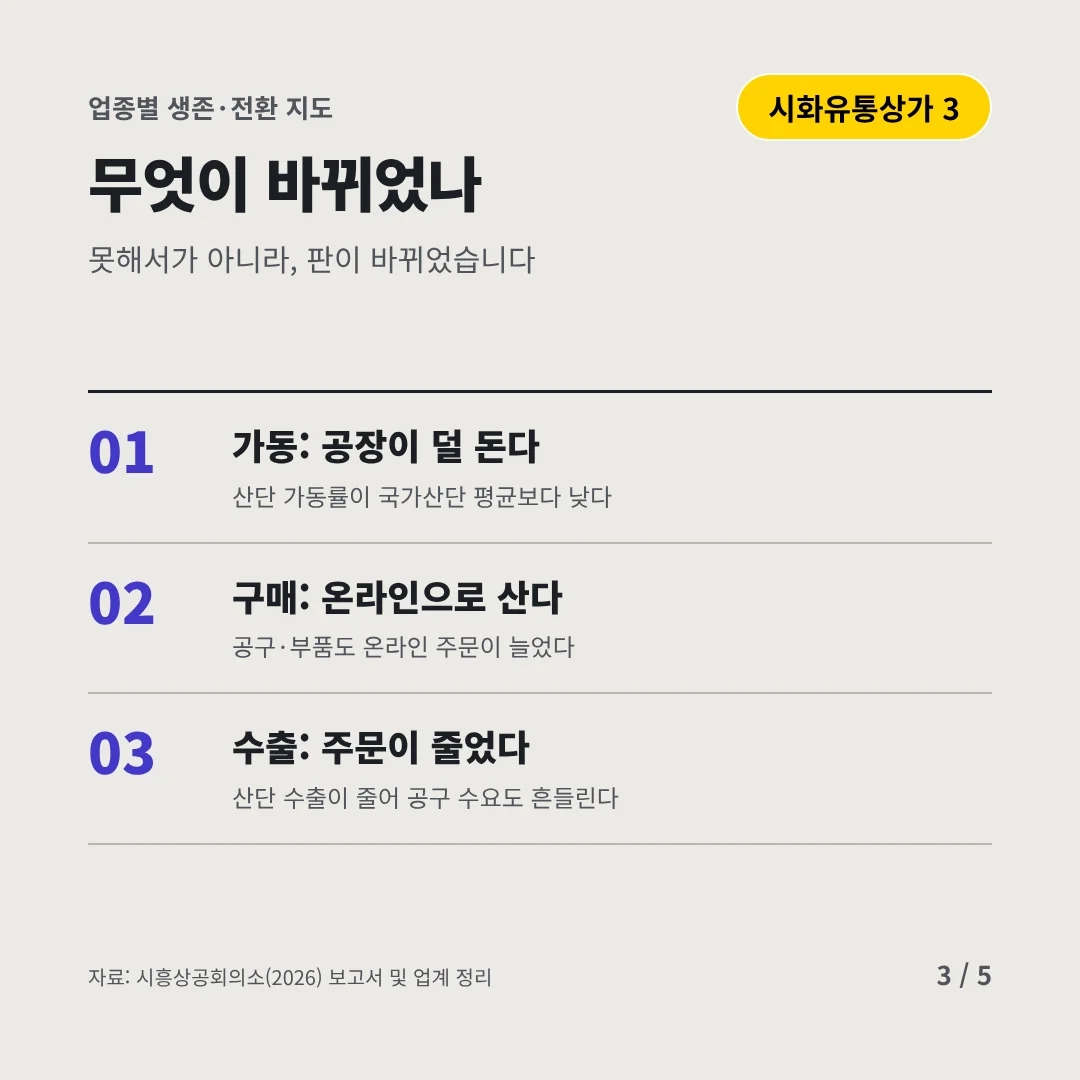 업종별 생존·전환 지도
시화유통상가 3
무엇이 바뀌었나
못해서가 아니라, 판이 바뀌었습니다
01
가동: 공장이 덜 돈다
산단 가동률이 국가산단 평균보다 낮다
02
구매: 온라인으로 산다
공구·부품도 온라인 주문이 늘었다
03
수출: 주문이 줄었다
산단 수출이 줄어 공구 수요도 흔들린다
자료: 시흥상공회의소(2026) 보고서 및 업계 정리
3 / 5